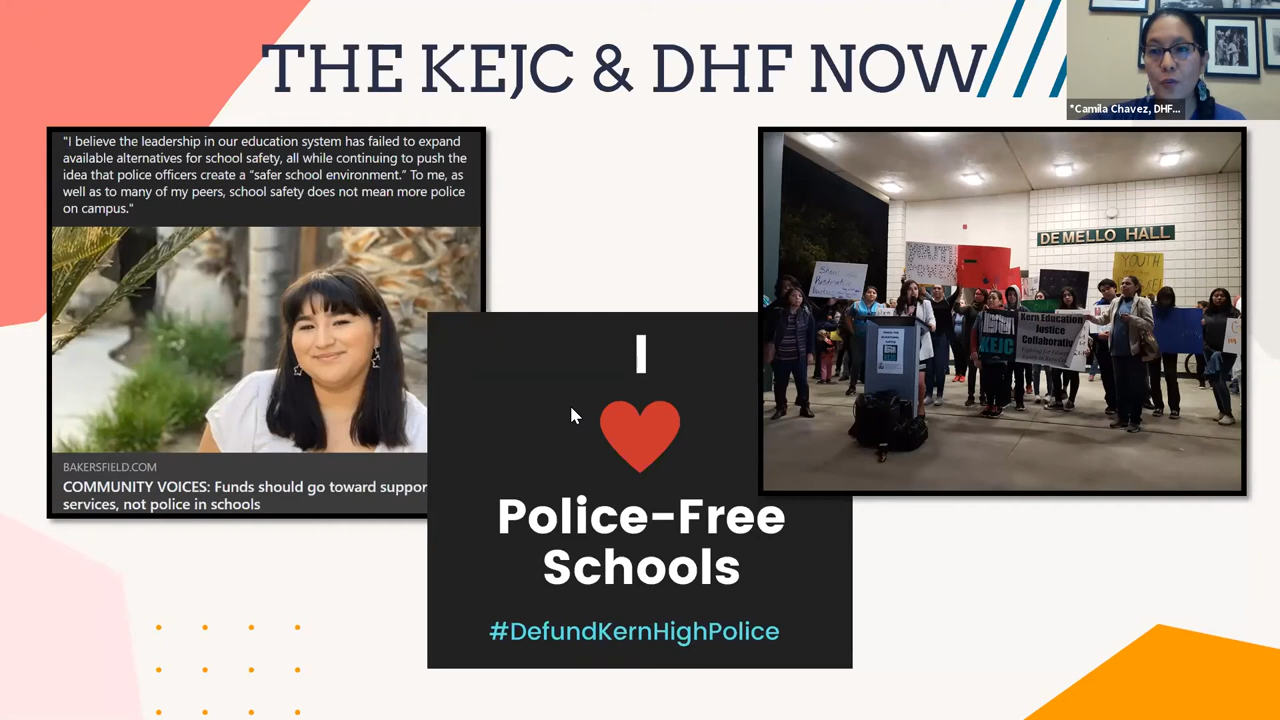 THE KEJC & DHF NOW
*Camila Chavez, DHF...
"I believe the leadership in our education system has failed to expand
available alternatives for school safety, all while continuing to push the
idea that police officers create a “safer school environment.” To me, as
well as to many of my peers, school safety does not mean more police
on campus."
BAKERSFIELD.COM
COMMUNITY VOICES: Funds should go toward suppor
services, not police in schools
I
Police-Free
Schools
#DefundKernHighPolice
DE MELLO HALL
YOUTH
KEJC
Kern Education
Justice
Collaborativ